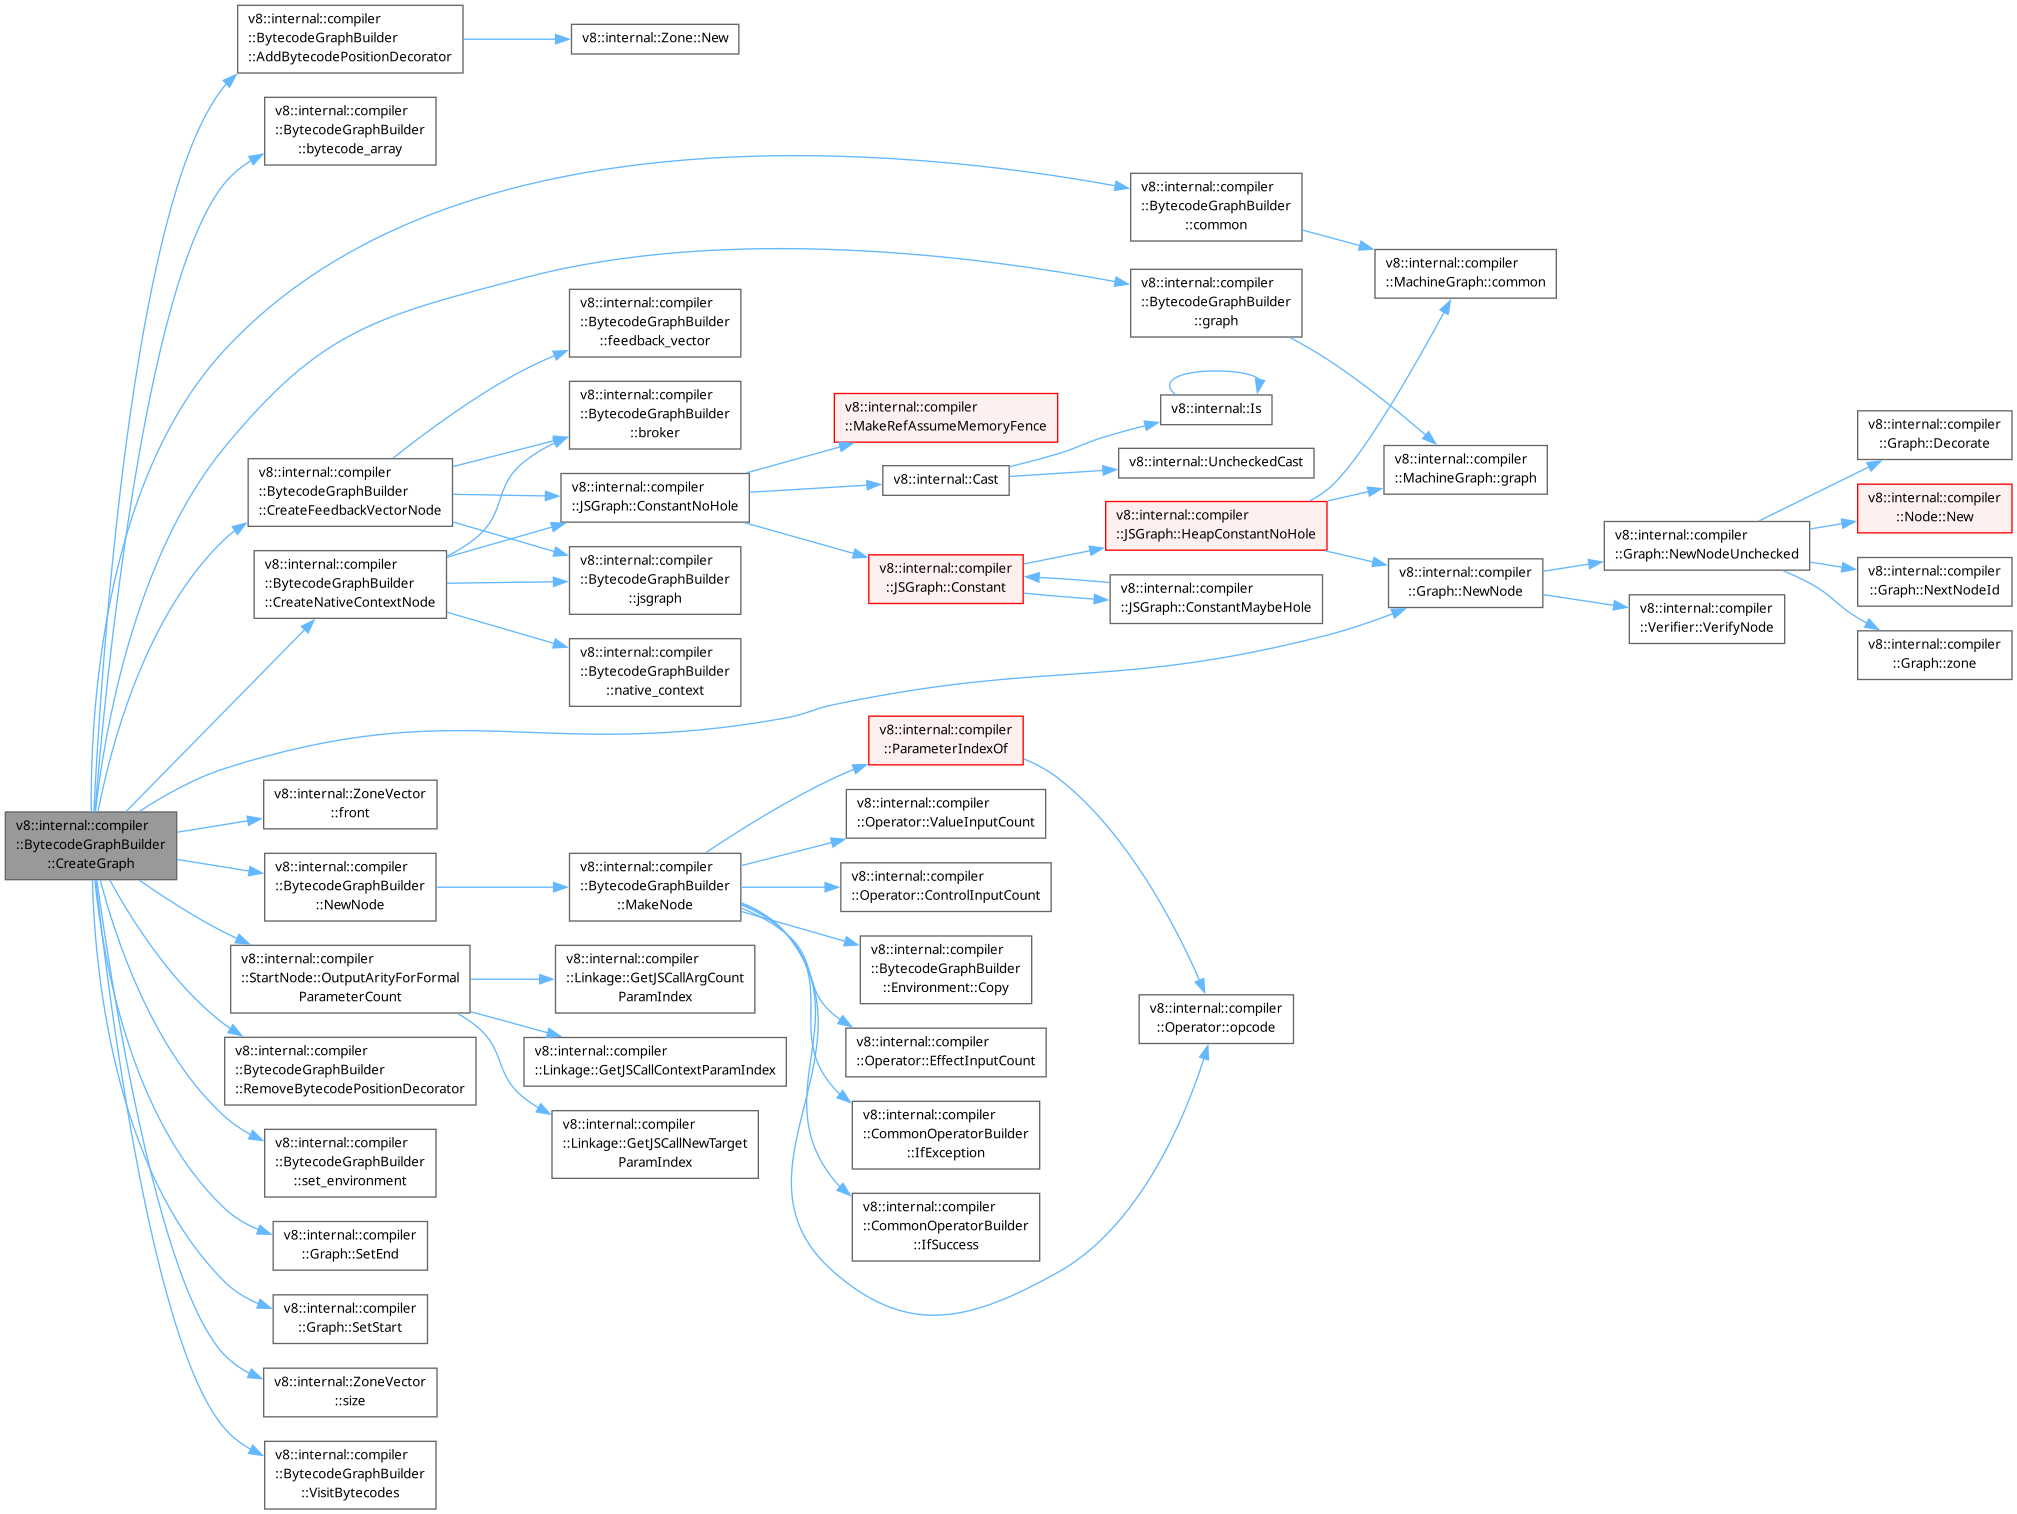 v8::internal::compiler
::BytecodeGraphBuilder
::AddBytecodePositionDecorator
v8::internal::Zone::New
v8::internal::compiler
::BytecodeGraphBuilder
::bytecode_array
v8::internal::compiler
::BytecodeGraphBuilder
::common
v8::internal::compiler
::MachineGraph::common
v8::internal::compiler
::BytecodeGraphBuilder
::graph
v8::internal::compiler
::BytecodeGraphBuilder
::feedback_vector
v8::internal::compiler
::BytecodeGraphBuilder
::broker
v8::internal::compiler
::MakeRefAssumeMemoryFence
v8::internal::Is
v8::internal::compiler
::Graph::Decorate
v8::internal::compiler
::BytecodeGraphBuilder
::CreateFeedbackVectorNode
v8::internal::compiler
::JSGraph::ConstantNoHole
v8::internal::Cast
v8::internal::UncheckedCast
v8::internal::compiler
::MachineGraph::graph
v8::internal::compiler
::Node::New
v8::internal::compiler
::JSGraph::HeapConstantNoHole
v8::internal::compiler
::Graph::NewNodeUnchecked
v8::internal::compiler
::BytecodeGraphBuilder
::CreateNativeContextNode
v8::internal::compiler
::BytecodeGraphBuilder
::jsgraph
v8::internal::compiler
::JSGraph::Constant
v8::internal::compiler
::JSGraph::ConstantMaybeHole
v8::internal::compiler
::Graph::NewNode
v8::internal::compiler
::Graph::NextNodeId
v8::internal::compiler
::Verifier::VerifyNode
v8::internal::compiler
::Graph::zone
v8::internal::compiler
::BytecodeGraphBuilder
::native_context
v8::internal::compiler
::ParameterIndexOf
v8::internal::ZoneVector
::front
v8::internal::compiler
::Operator::ValueInputCount
v8::internal::compiler
::BytecodeGraphBuilder
::CreateGraph
v8::internal::compiler
::BytecodeGraphBuilder
::NewNode
v8::internal::compiler
::BytecodeGraphBuilder
::MakeNode
v8::internal::compiler
::Operator::ControlInputCount
v8::internal::compiler
::StartNode::OutputArityForFormal
ParameterCount
v8::internal::compiler
::Linkage::GetJSCallArgCount
ParamIndex
v8::internal::compiler
::BytecodeGraphBuilder
::Environment::Copy
v8::internal::compiler
::Operator::opcode
v8::internal::compiler
::BytecodeGraphBuilder
::RemoveBytecodePositionDecorator
v8::internal::compiler
::Linkage::GetJSCallContextParamIndex
v8::internal::compiler
::Operator::EffectInputCount
v8::internal::compiler
::BytecodeGraphBuilder
::set_environment
v8::internal::compiler
::Linkage::GetJSCallNewTarget
ParamIndex
v8::internal::compiler
::CommonOperatorBuilder
::IfException
v8::internal::compiler
::Graph::SetEnd
v8::internal::compiler
::CommonOperatorBuilder
::IfSuccess
v8::internal::compiler
::Graph::SetStart
v8::internal::ZoneVector
::size
v8::internal::compiler
::BytecodeGraphBuilder
::VisitBytecodes